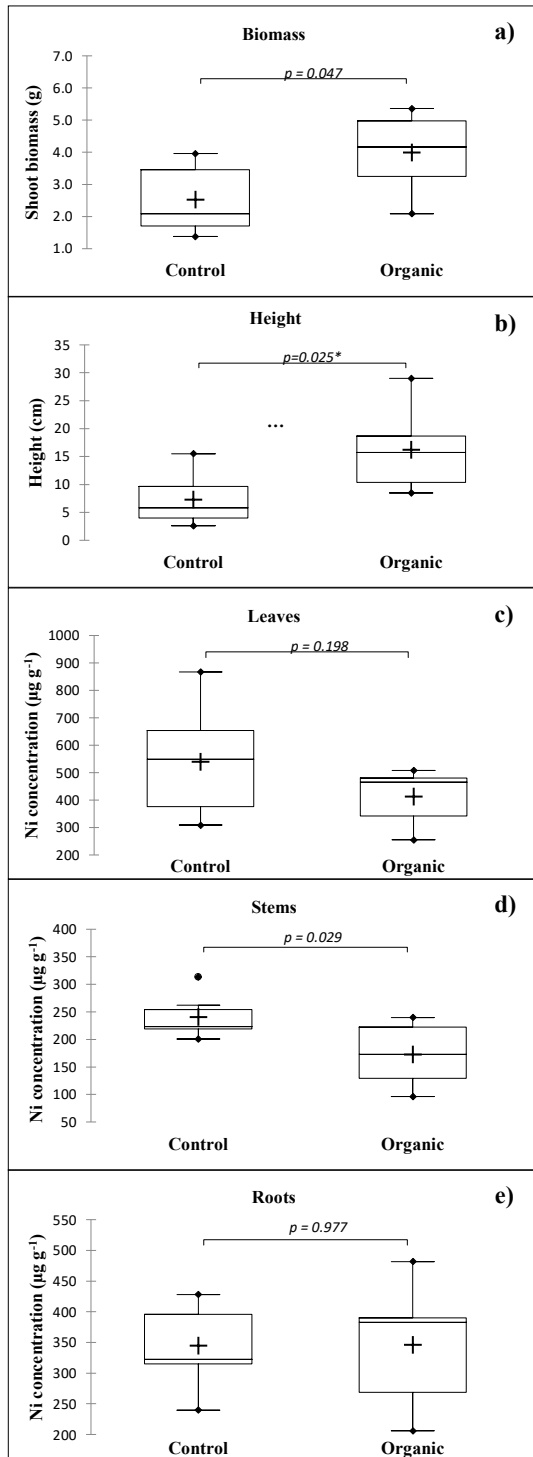 Biomass
a)
p = 0.047
Shoot biomass (g)
7.0
6.0
5.0
4.0
3.0
2.0
1.0
Control
Organic
Height
b)
p=0.025*
Height (cm)
35
30
25
20
15
10
5
0
...
Control
Organic
Leaves
c)
p = 0.198
Ni concentration (µg g⁻¹)
1000
900
800
700
600
500
400
300
200
Control
Organic
Stems
d)
p = 0.029
Ni concentration (µg g⁻¹)
400
350
300
250
200
150
100
50
Control
Organic
Roots
e)
p = 0.977
Ni concentration (µg g⁻¹)
550
500
450
400
350
300
250
200
Control
Organic